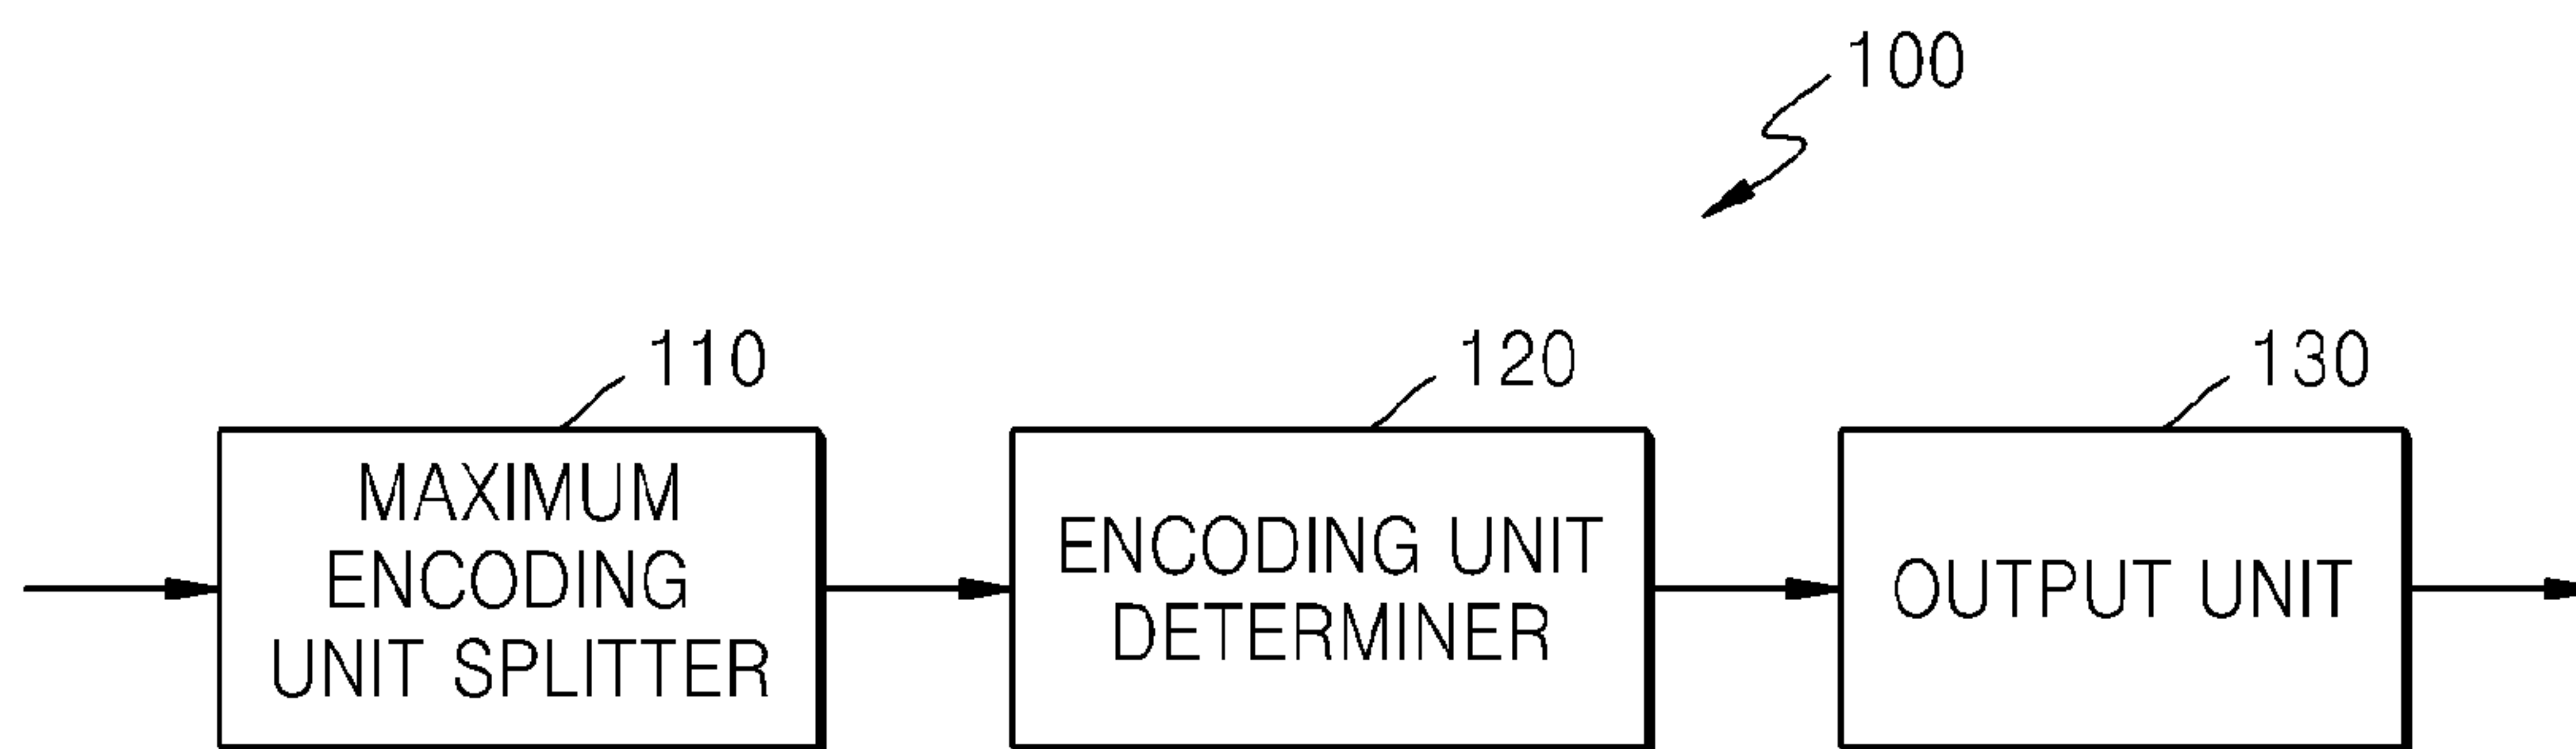 100
110
120
130
MAXIMUM
ENCODING
UNIT SPLITTER
ENCODING UNIT
DETERMINER
OUTPUT UNIT